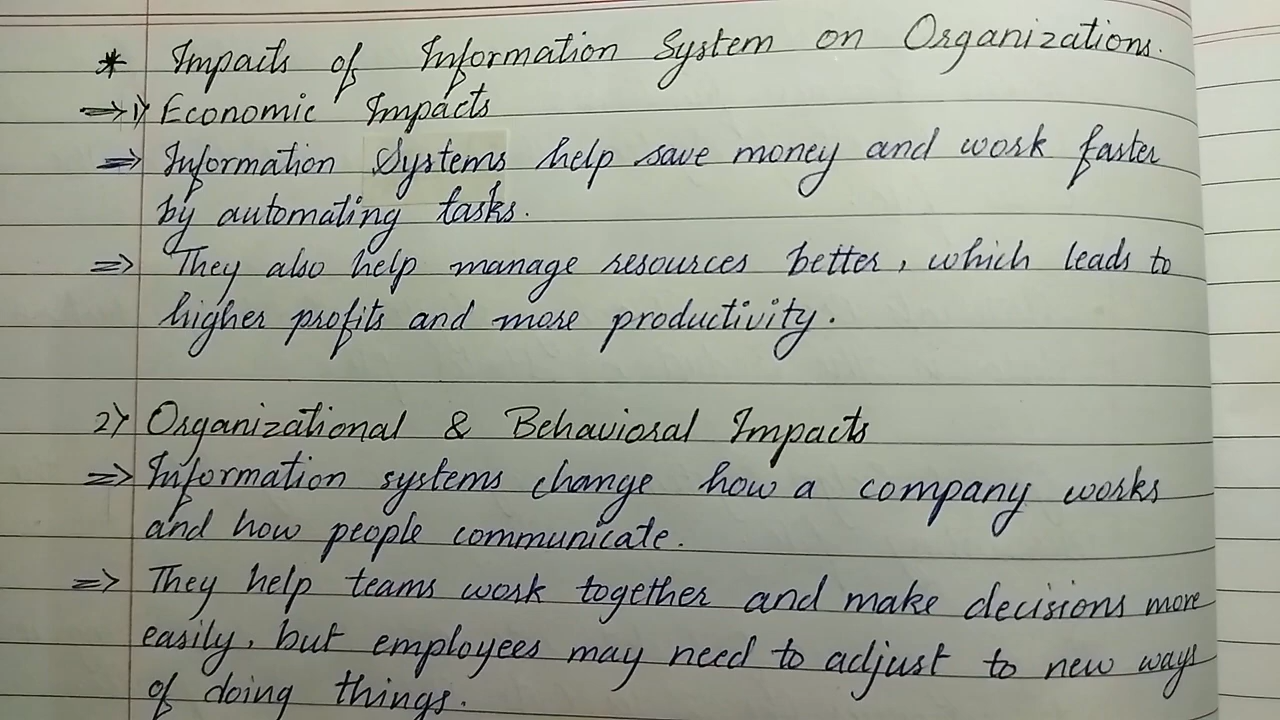 * Impacts of Information System on Organizations.
⇒ 1) Economic Impacts
⇒ Information Systems help save money and work faster
by automating tasks.
⇒ They also help manage resources better, which leads to
higher profits and more productivity.
2) Organizational & Behavioral Impacts
⇒ Information systems change how a company works
and how people communicate.
⇒ They help teams work together and make decisions more
easily, but employees may need to adjust to new ways
of doing things.